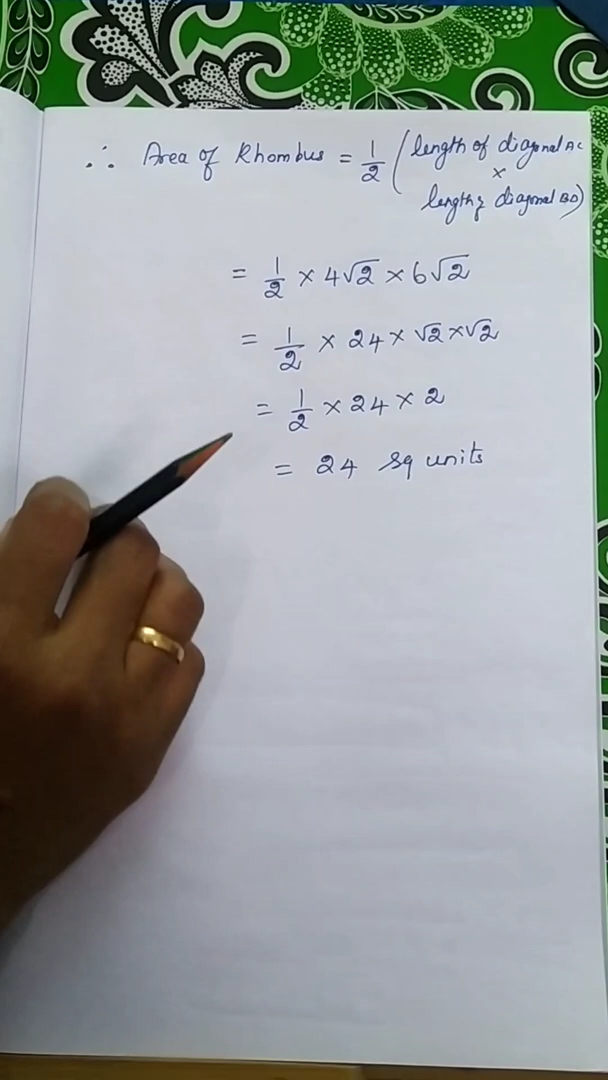 ∴ Area of Rhombus = 1/2 (length of diagonal AC
×
length of diagonal BD)
= 1/2 × 4√2 × 6√2
= 1/2 × 24 × √2 × √2
= 1/2 × 24 × 2
= 24 sq units